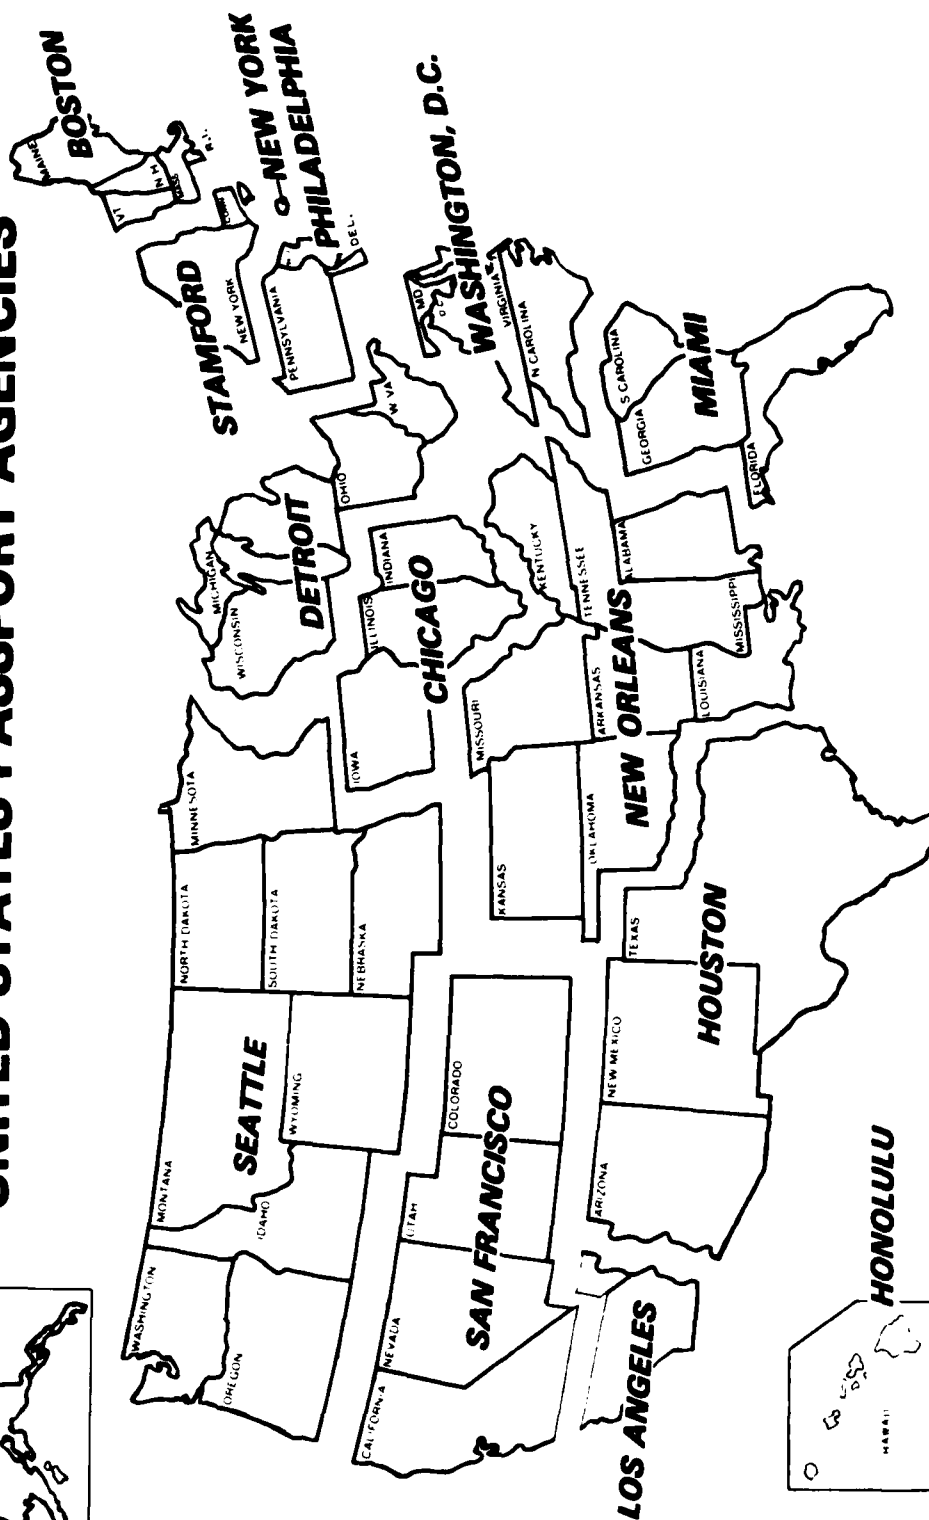 UNITED STATES PASSPORT AGENCIES
WASHINGTON
MONTANA
NORTH DAKOTA
MINNESOTA
MICHIGAN
MAINE
VT
N H
MASS
R.I.
BOSTON
OREGON
IDAHO
WYOMING
SOUTH DAKOTA
WISCONSIN
SEATTLE
DETROIT
STAMFORD
NEW YORK
CONN
NEW YORK
PENNSYLVANIA
PHILADELPHIA
DEL.
NEBRASKA
IOWA
ILLINOIS
INDIANA
OHIO
W VA
MD
D C
WASHINGTON, D.C.
VIRGINIA
CALIFORNIA
NEVADA
UTAH
COLORADO
SAN FRANCISCO
CHICAGO
KANSAS
MISSOURI
KENTUCKY
TENNESSEE
N CAROLINA
S CAROLINA
ARIZONA
NEW MEXICO
TEXAS
OKLAHOMA
ARKANSAS
NEW ORLEANS
ALABAMA
GEORGIA
MIAMI
LOS ANGELES
HOUSTON
LOUISIANA
MISSISSIPPI
FLORIDA
HAWAII
HONOLULU